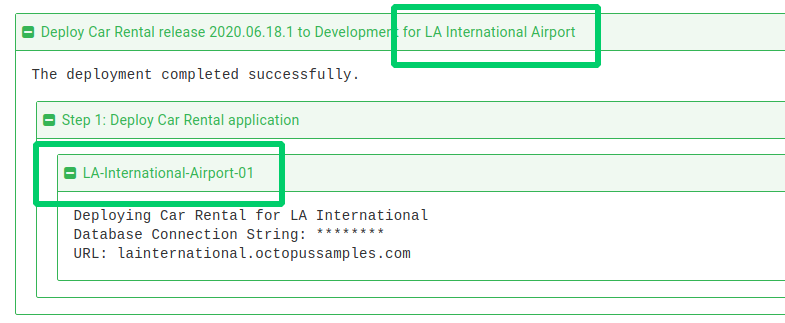 Deploy Car Rental release 2020.06.18.1 to Development for LA International Airport
The deployment completed successfully.
Step 1: Deploy Car Rental application
LA-International-Airport-01
Deploying Car Rental for LA International
Database Connection String: ********
URL: lainternational.octopussamples.com